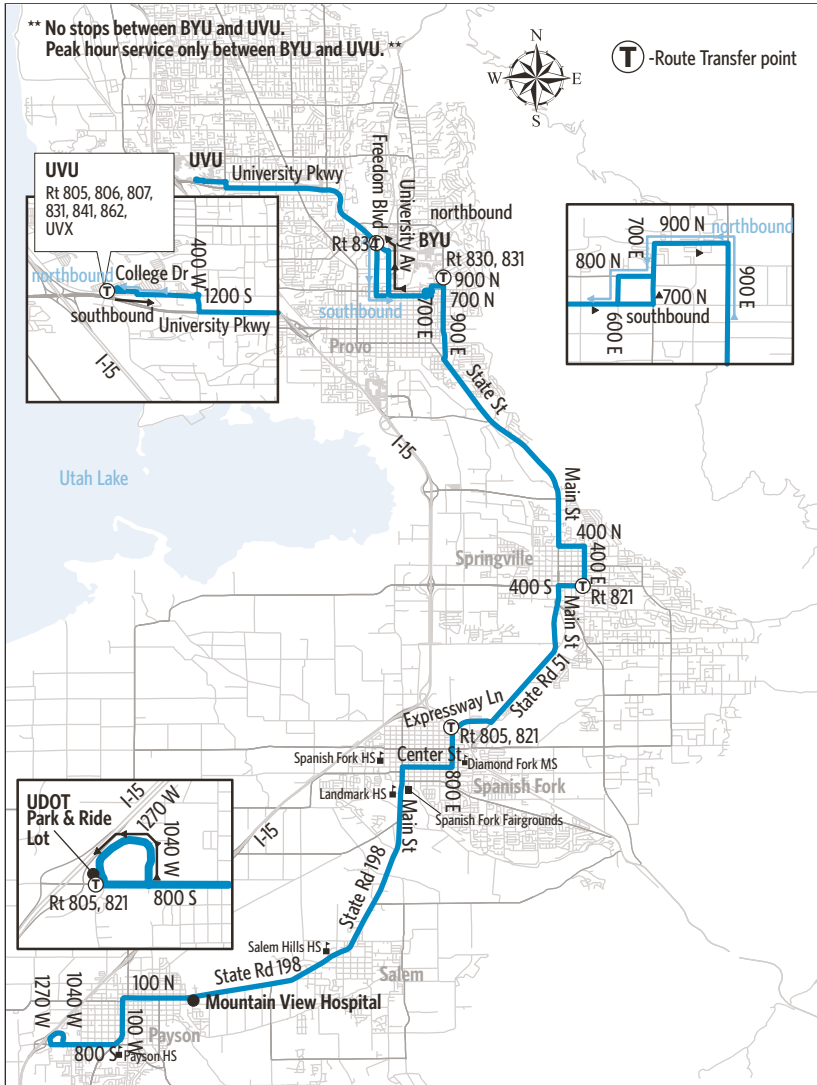 ** No stops between BYU and UVU.
Peak hour service only between BYU and UVU. **
N
W
E
S
T -Route Transfer point
UVU
Rt 805, 806, 807,
831, 841, 862,
UVX
UVU
University Pkwy
Freedom Blvd
University Av
northbound
BYU
Rt 831
T
Rt 830, 831
T
900 N
700 N
southbound
700 E
900 E
400 W
northbound
College Dr
T
1200 S
southbound
University Pkwy
I-15
900 N
northbound
700 E
800 N
900 E
700 N
southbound
600 E
Provo
State St
I-15
Utah Lake
Main St
400 N
Springville
400 E
400 S
T
Rt 821
Main St
State Rd 51
Expressway Ln
T
Rt 805, 821
Spanish Fork HS
Center St
Diamond Fork MS
800 E
Spanish Fork
Landmark HS
Spanish Fork Fairgrounds
Main St
I-15
UDOT
Park & Ride
Lot
I-15
1270 W
1040 W
T
Rt 805, 821
800 S
State Rd 198
Salem Hills HS
Salem
State Rd 198
100 N
Mountain View Hospital
1270 W
1040 W
100 W
Payson
800 S
Payson HS